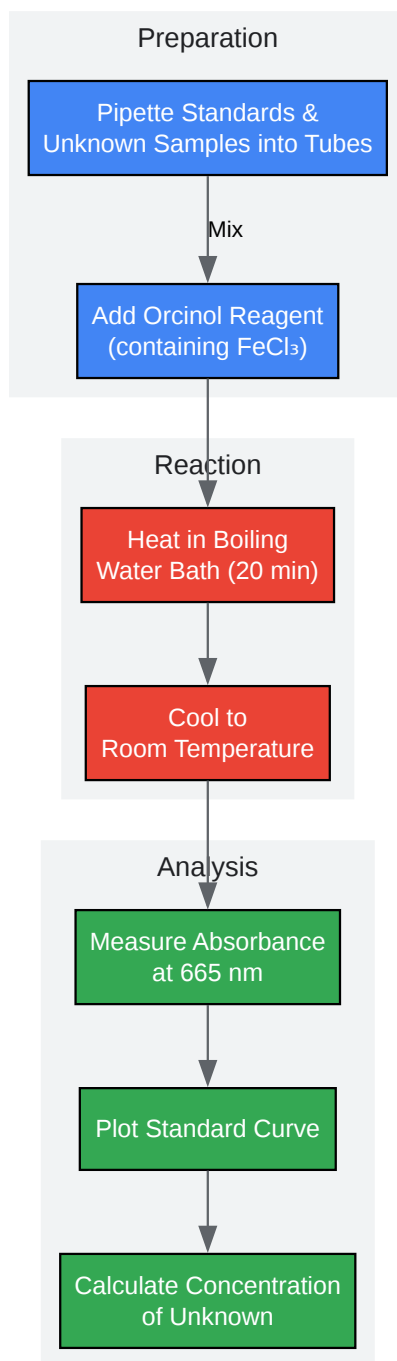 Preparation
Pipette Standards &
Unknown Samples into Tubes
Mix
Add Orcinol Reagent
(containing FeCl₃)
Reaction
Heat in Boiling
Water Bath (20 min)
Cool to
Room Temperature
Analysis
Measure Absorbance
at 665 nm
Plot Standard Curve
Calculate Concentration
of Unknown